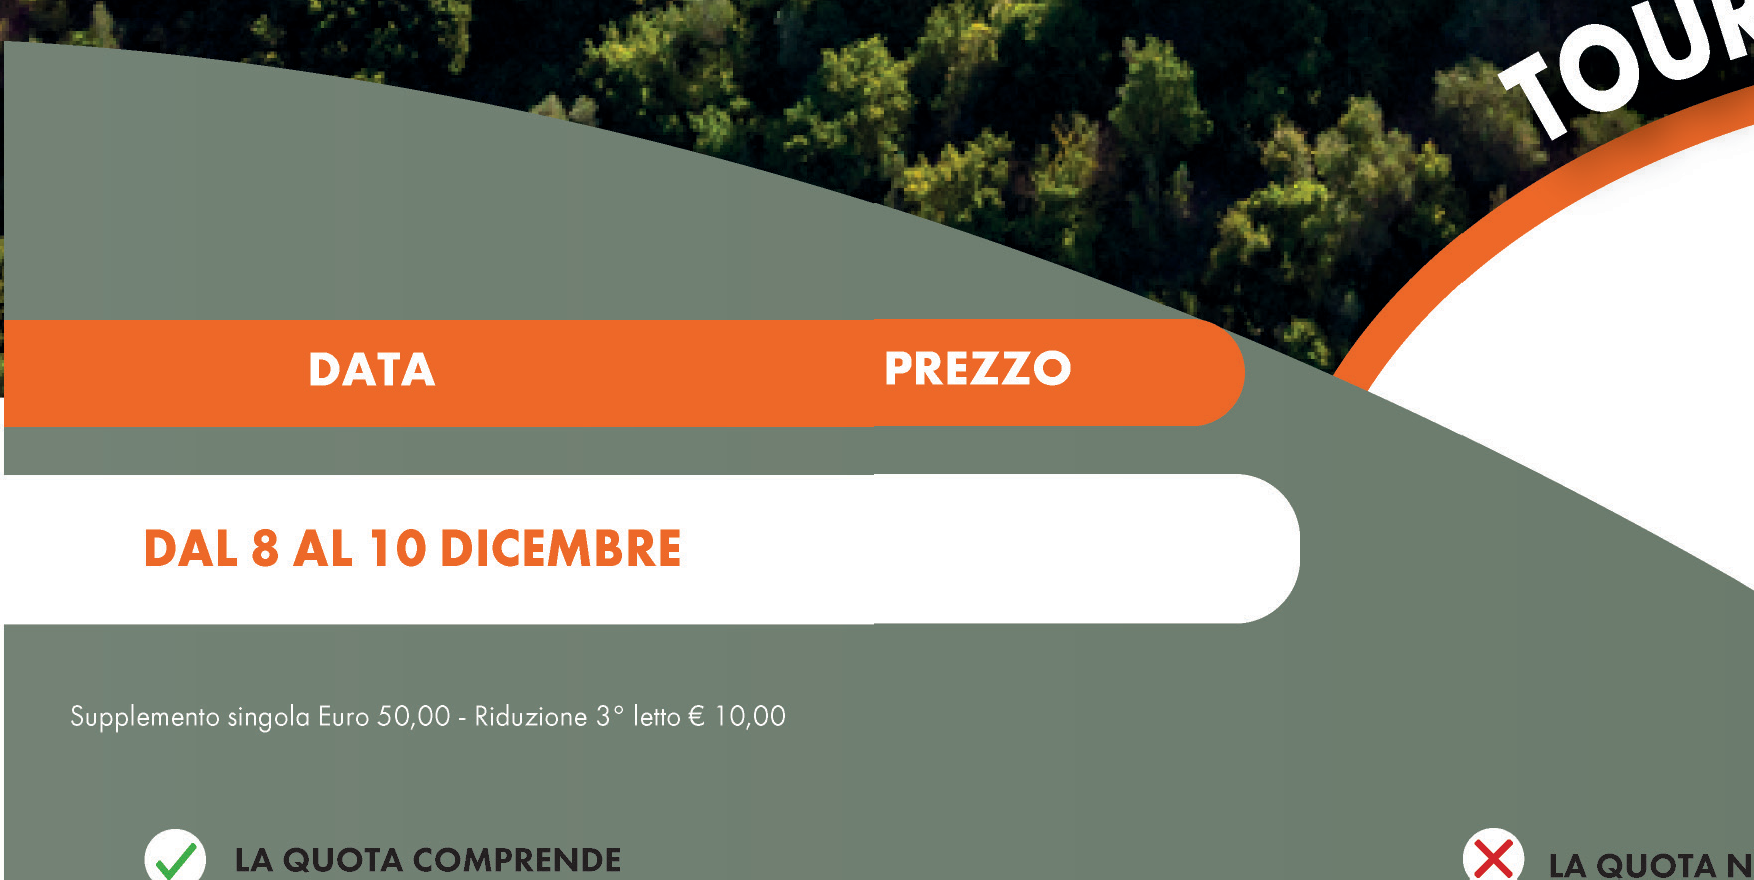 TOUR
DATA PREZZO
DAL 8 AL 10 DICEMBRE
Supplemento singola Euro 50,00 - Riduzione 3° letto € 10,00
LA QUOTA COMPRENDE
LA QUOTA N